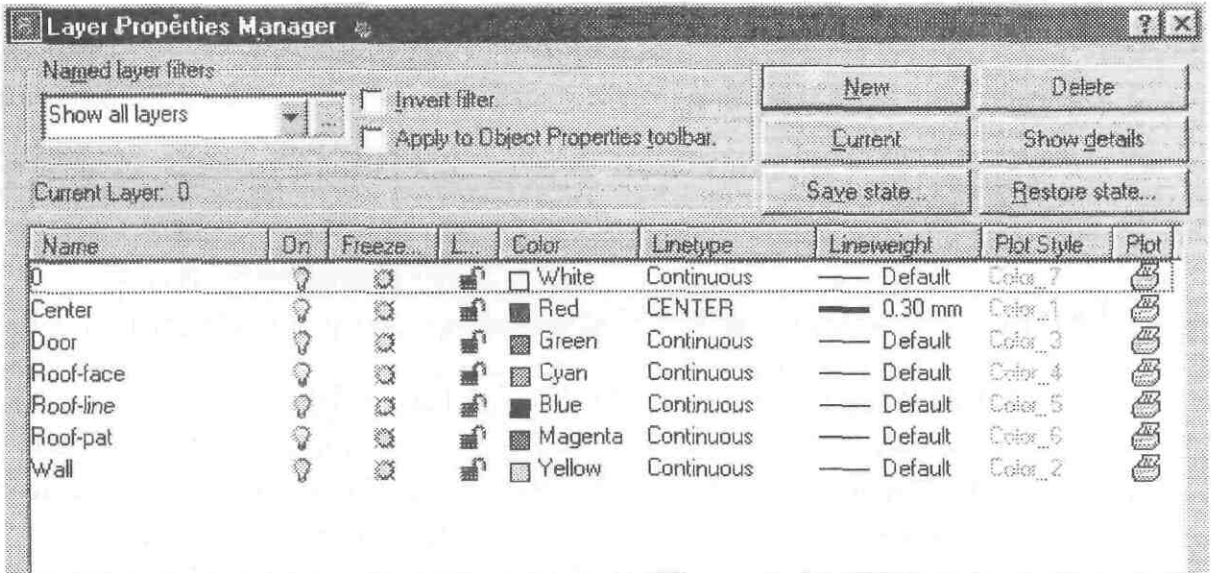 Layer Properties Manager
Named layer filters
Show all layers
...
Invert filter
Apply to Object Properties toolbar.
New
Delete
Current
Show details
Save state...
Restore state...
Current Layer: 0
Name On Freeze... L... Color Linetype Lineweight Plot Style Plot
0 White Continuous Default Color_7
Center Red CENTER 0.30 mm Color_1
Door Green Continuous Default Color_3
Roof-face Cyan Continuous Default Color_4
Roof-line Blue Continuous Default Color_5
Roof-pat Magenta Continuous Default Color_6
Wall Yellow Continuous Default Color_2